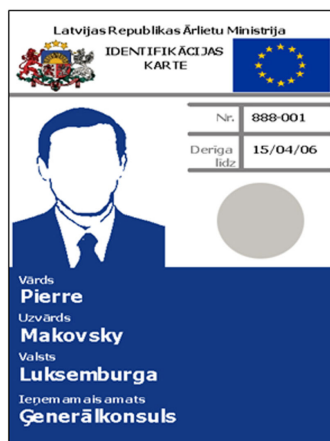 Latvijas Republikas Ārlietu Ministrija
IDENTIFIKĀCIJAS
KARTE
Nr. 888-001
Derīga
līdz 15/04/06
Vārds
Pierre
Uzvārds
Makovsky
Valsts
Luksemburga
Ieņemamais amats
Ģenerālkonsuls